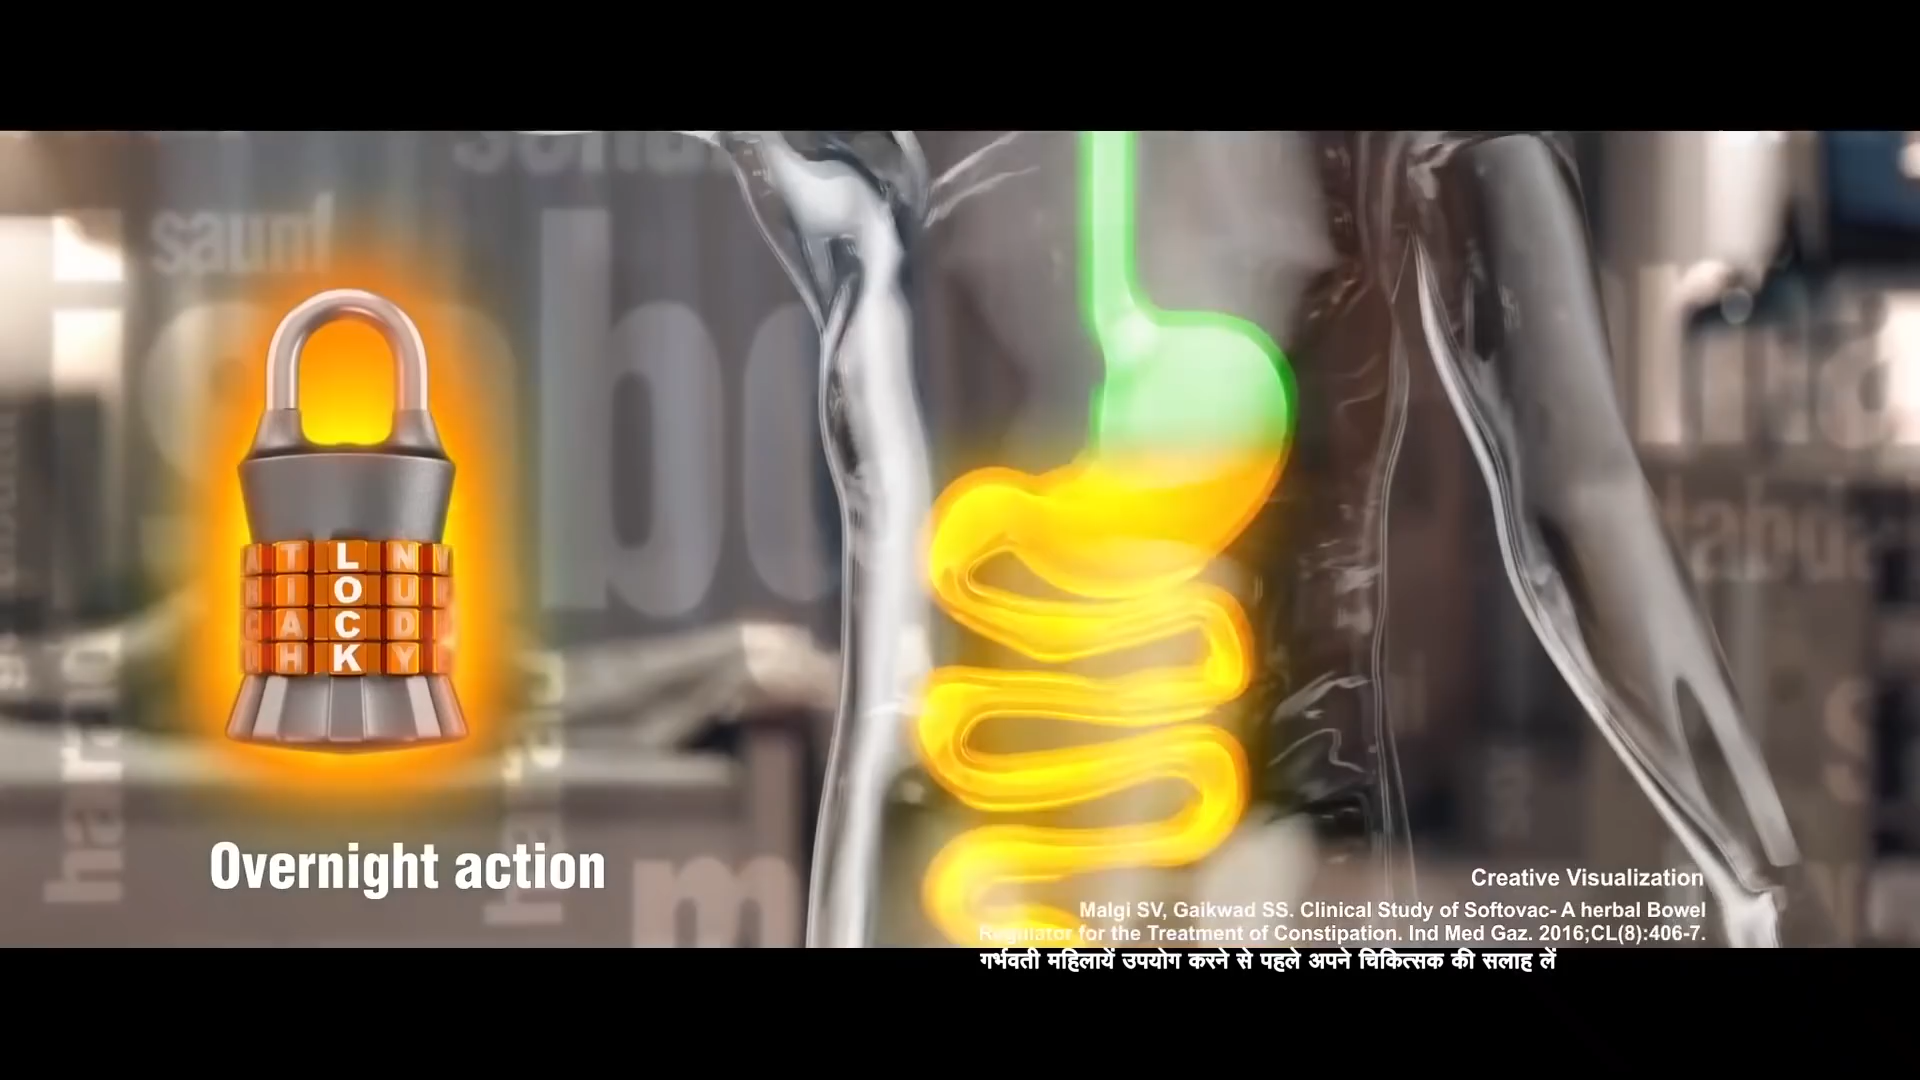 saunf
T L N
I O U
A C D
H K Y
Overnight action
Creative Visualization
Malgi SV, Gaikwad SS. Clinical Study of Softovac- A herbal Bowel
Regulator for the Treatment of Constipation. Ind Med Gaz. 2016;CL(8):406-7.
गर्भवती महिलायें उपयोग करने से पहले अपने चिकित्सक की सलाह लें